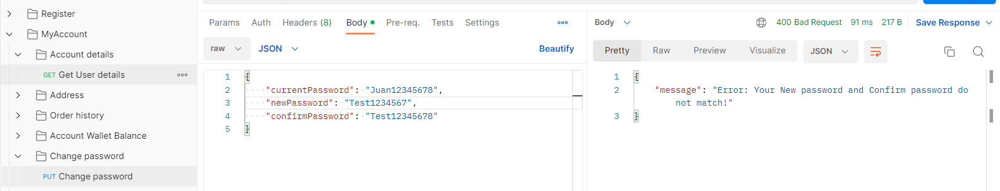 Register
MyAccount
Account details
GET Get User details
Address
Order history
Account Wallet Balance
Change password
PUT Change password
Params Auth Headers (8) Body Pre-req. Tests Settings
raw JSON Beautify
1 {
2 "currentPassword": "Juan12345678",
3 "newPassword": "Test1234567",
4 "confirmPassword": "Test12345678"
5 }
Body 400 Bad Request 91 ms 217 B Save Response
Pretty Raw Preview Visualize JSON
1 {
2 "message": "Error: Your New password and Confirm password do
not match!"
3 }